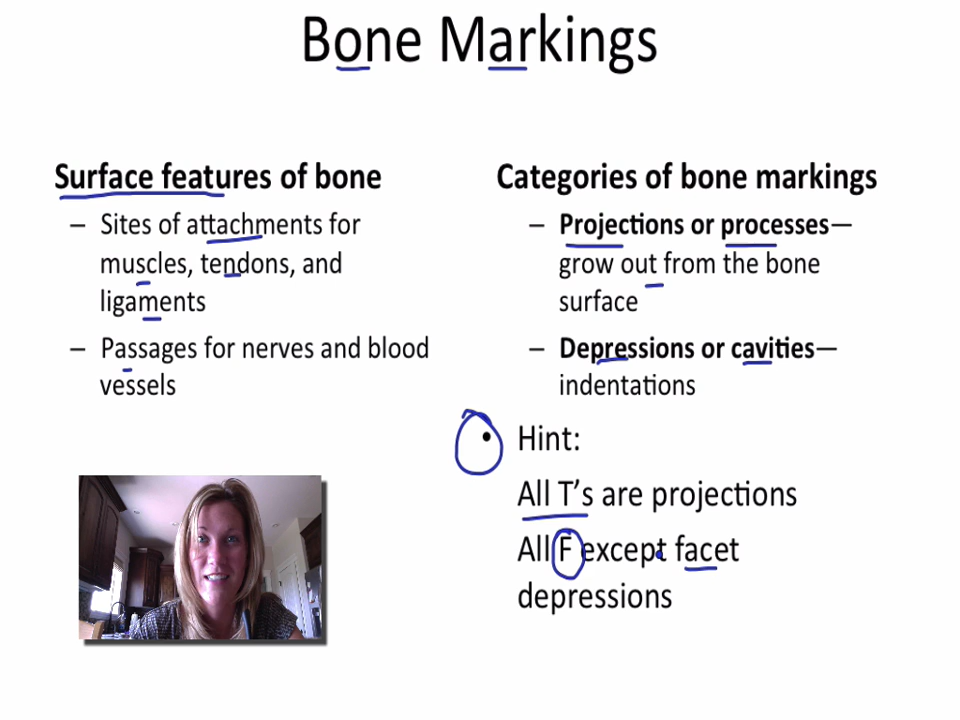 Bone Markings
Surface features of bone
– Sites of attachments for
muscles, tendons, and
ligaments
– Passages for nerves and blood
vessels
Categories of bone markings
– Projections or processes—
grow out from the bone
surface
– Depressions or cavities—
indentations
• Hint:
All T’s are projections
All F except facet
depressions